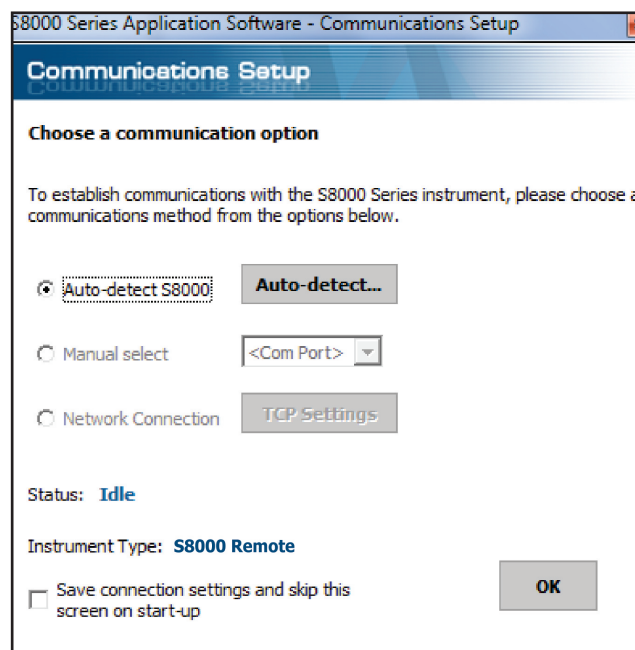 S8000 Series Application Software - Communications Setup
Communications Setup
Choose a communication option
To establish communications with the S8000 Series instrument, please choose a
communications method from the options below.
Auto-detect S8000
Auto-detect...
Manual select
<Com Port>
Network Connection
TCP Settings
Status: Idle
Instrument Type: S8000 Remote
Save connection settings and skip this
screen on start-up
OK